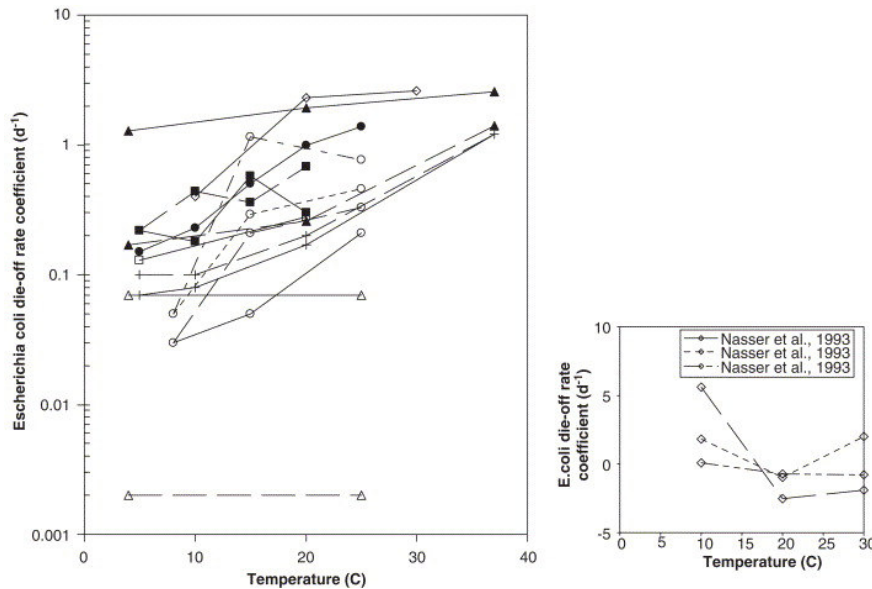 10
1
0.1
0.01
0.001
0 10 20 30 40
Temperature (C)
Escherichia coli die-off rate coefficient (d⁻¹)
10
5
0
-5
0 5 10 15 20 25 30
Temperature (C)
E.coli die-off rate
coefficient (d⁻¹)
Nasser et al., 1993
Nasser et al., 1993
Nasser et al., 1993